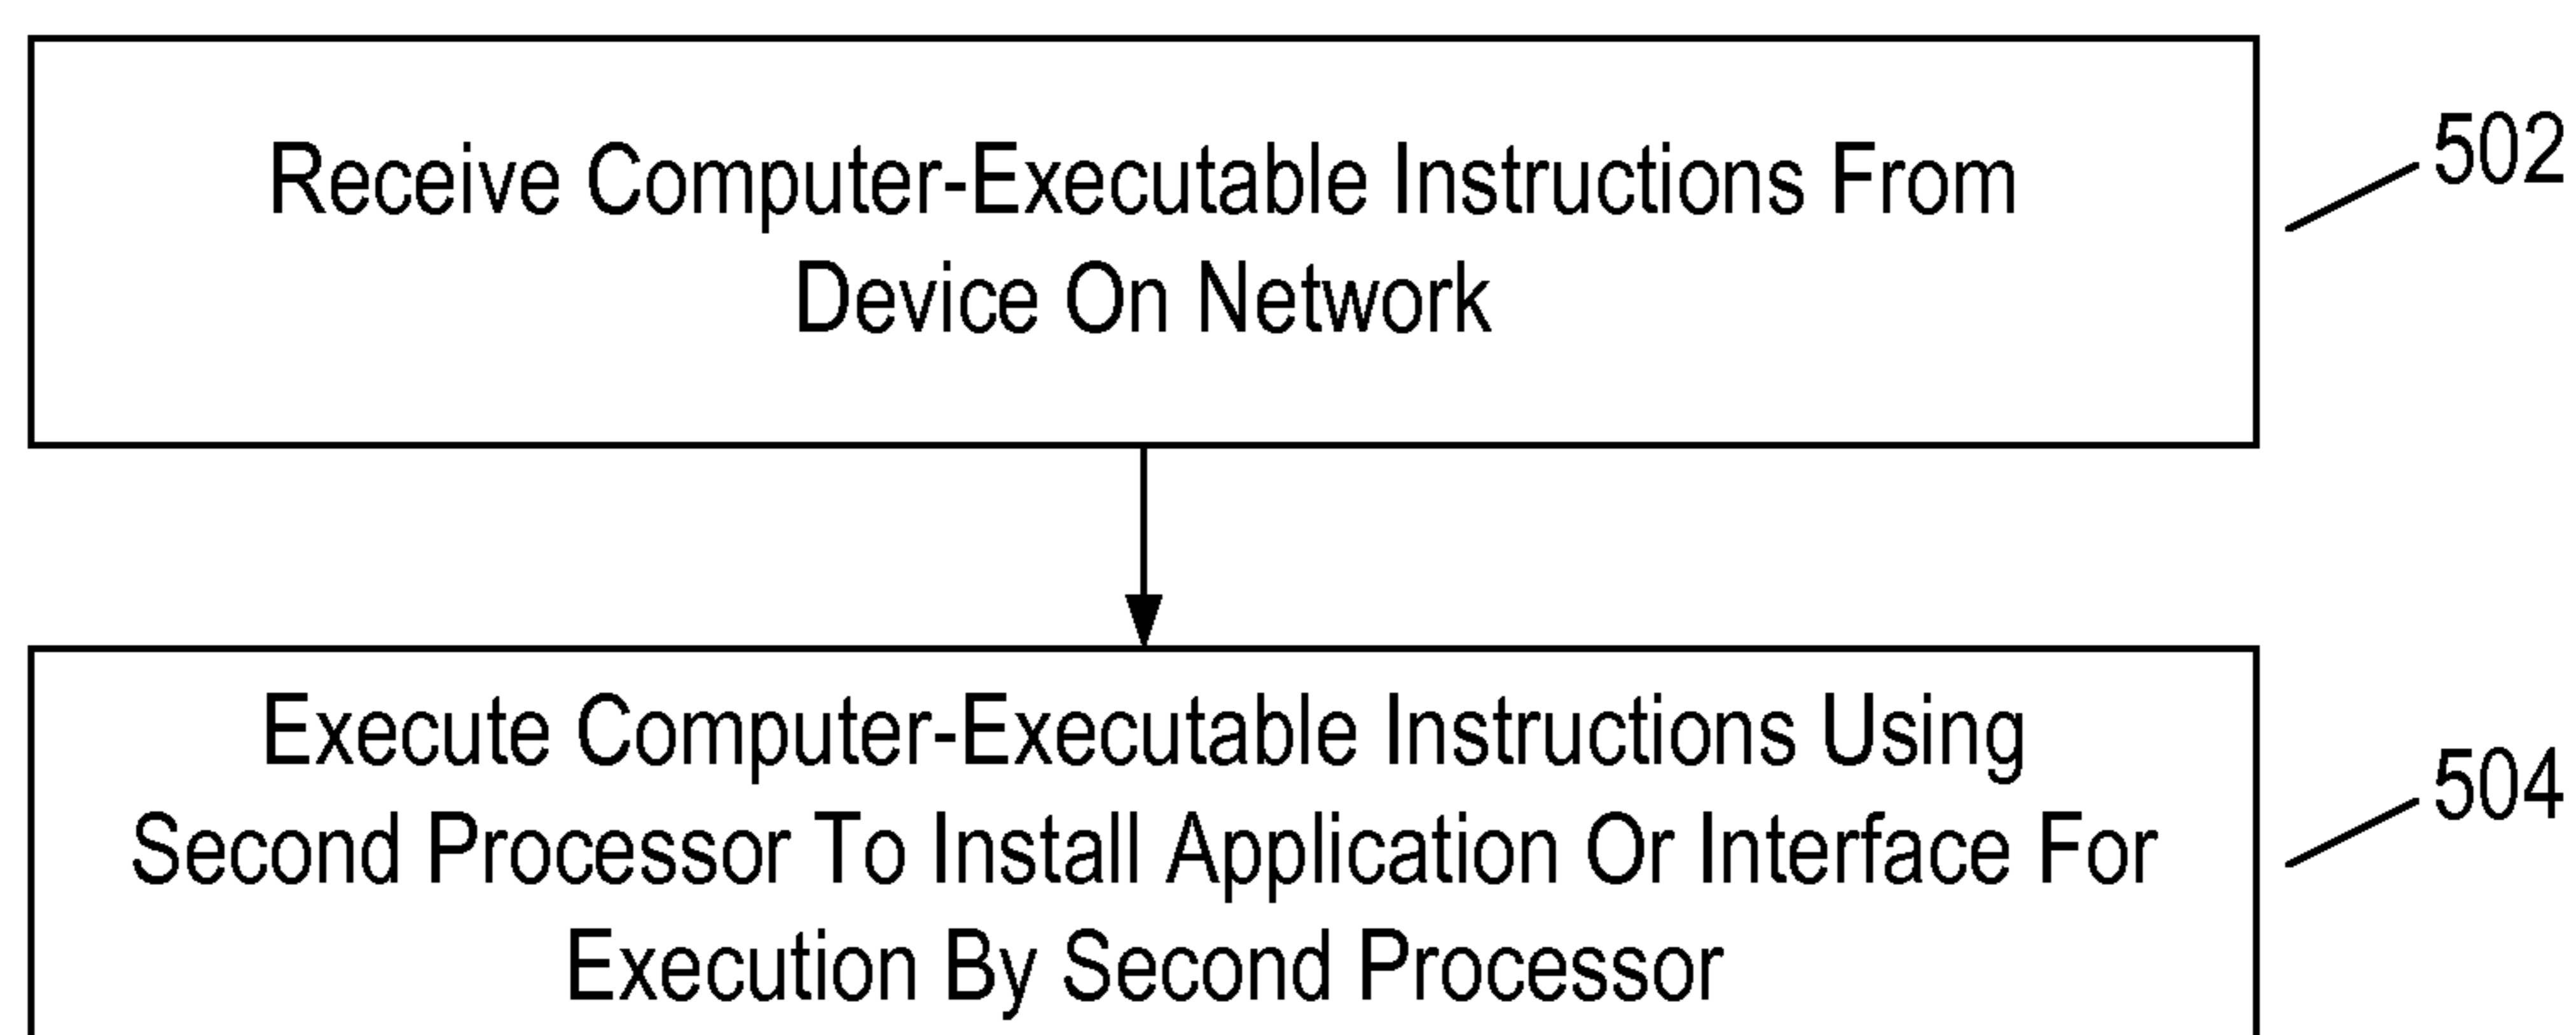 Receive Computer-Executable Instructions From
Device On Network
502
Execute Computer-Executable Instructions Using
Second Processor To Install Application Or Interface For
Execution By Second Processor
504